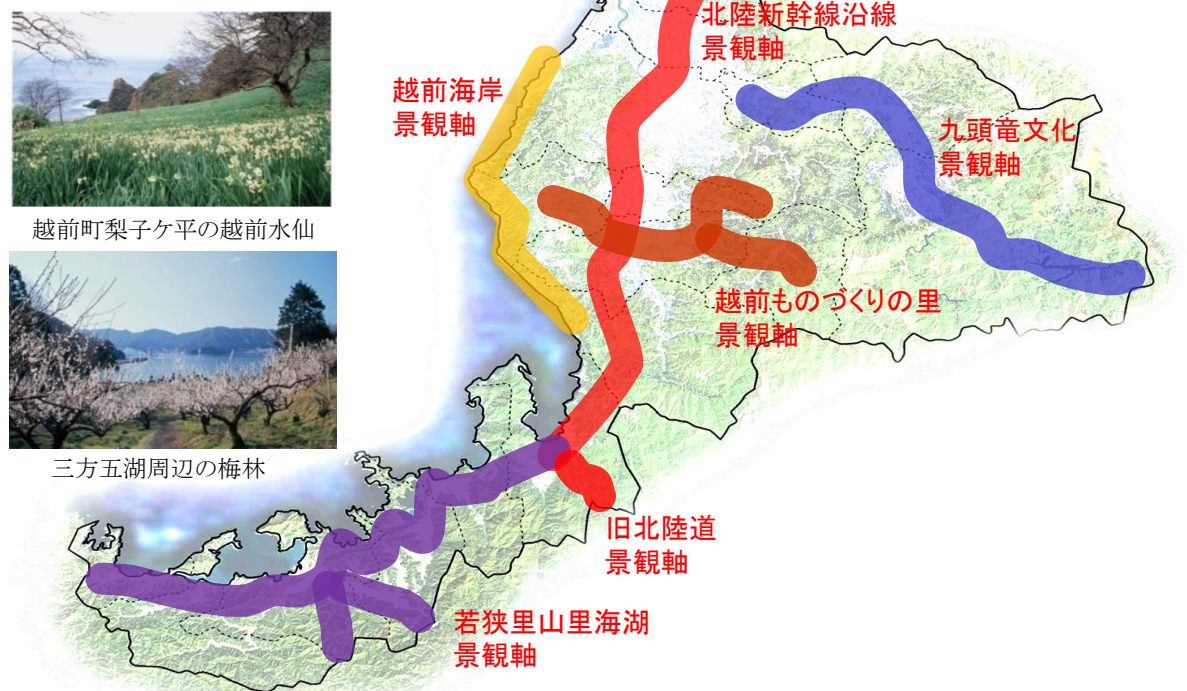 北陸新幹線沿線
景観軸
越前海岸
景観軸
九頭竜文化
景観軸
越前町梨子ケ平の越前水仙
越前ものづくりの里
景観軸
三方五湖周辺の梅林
旧北陸道
景観軸
若狭里山里海湖
景観軸